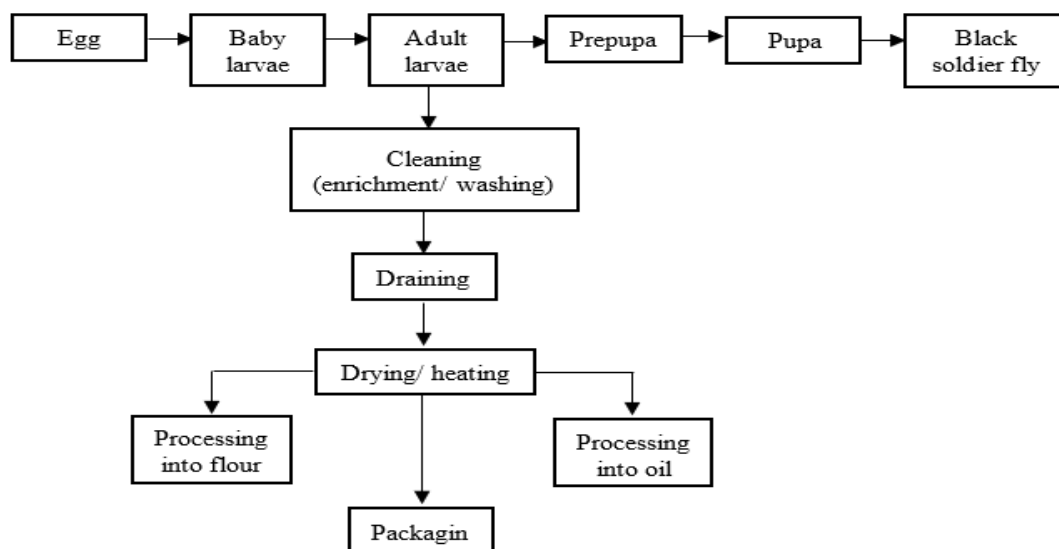 Egg
Baby
larvae
Adult
larvae
Prepupa
Pupa
Black
soldier fly
Cleaning
(enrichment/ washing)
Draining
Drying/ heating
Processing
into flour
Processing
into oil
Packagin